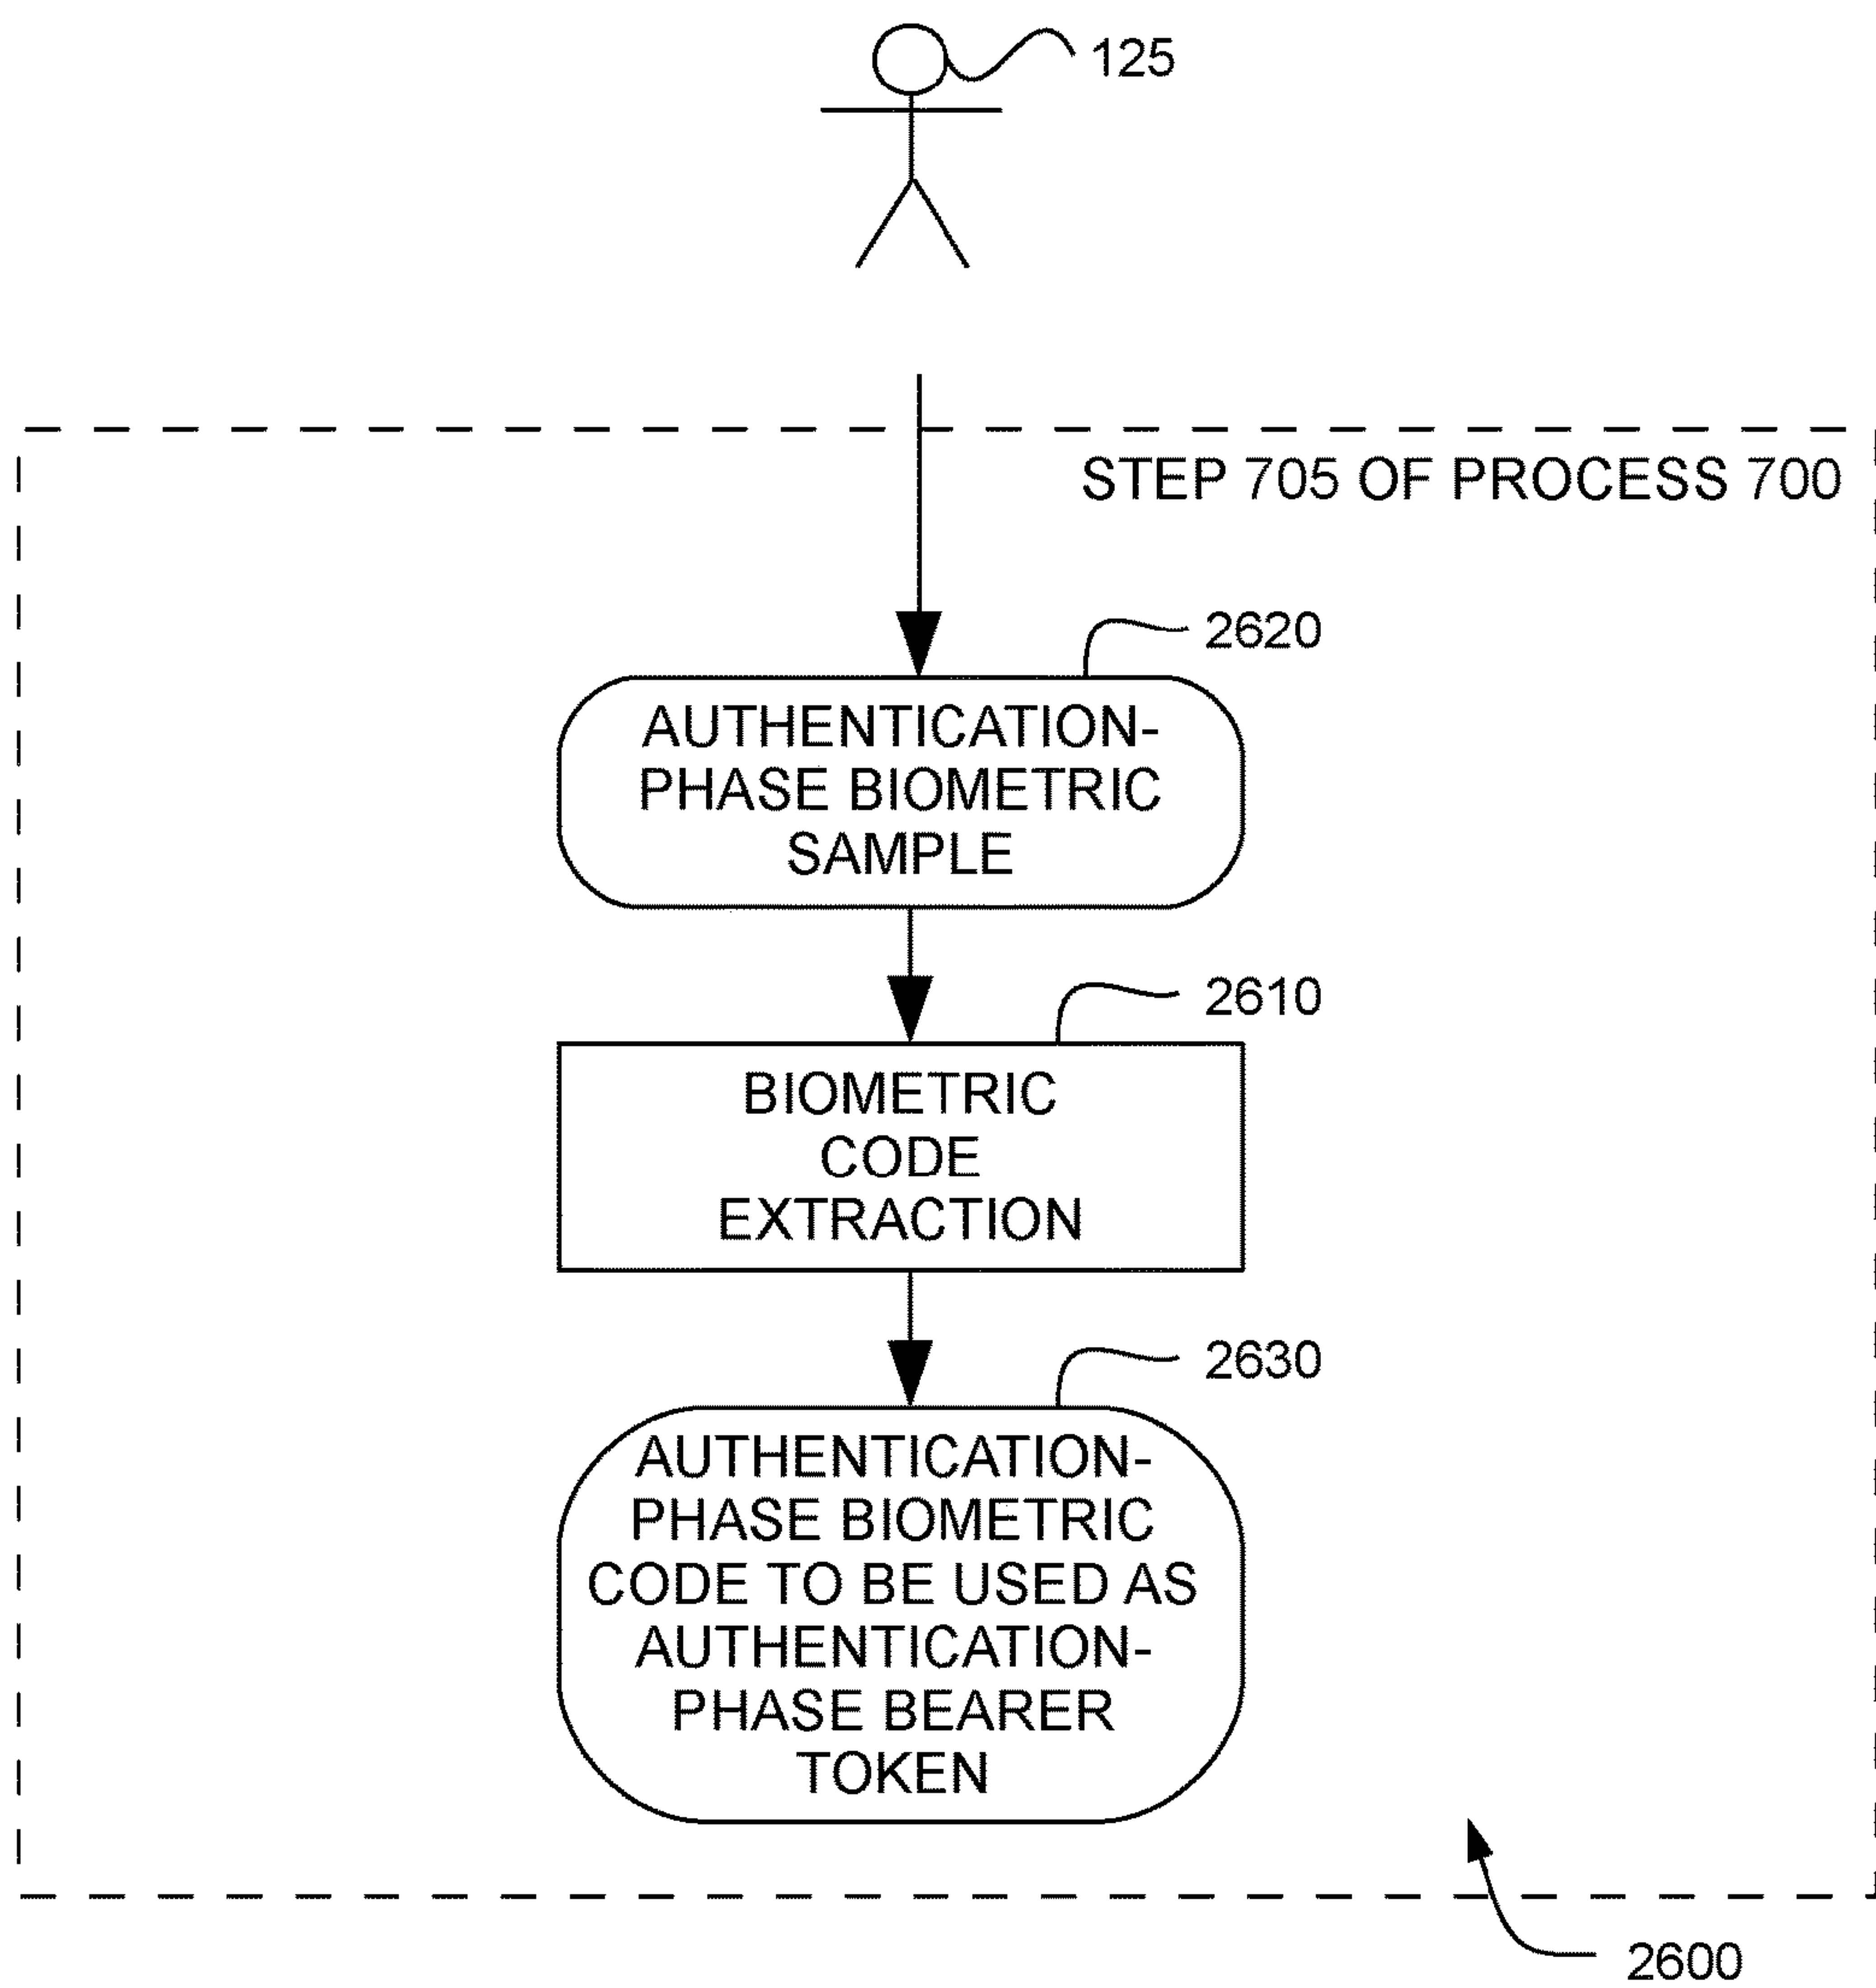 125
STEP 705 OF PROCESS 700
2620
AUTHENTICATION-
PHASE BIOMETRIC
SAMPLE
2610
BIOMETRIC
CODE
EXTRACTION
2630
AUTHENTICATION-
PHASE BIOMETRIC
CODE TO BE USED AS
AUTHENTICATION-
PHASE BEARER
TOKEN
2600